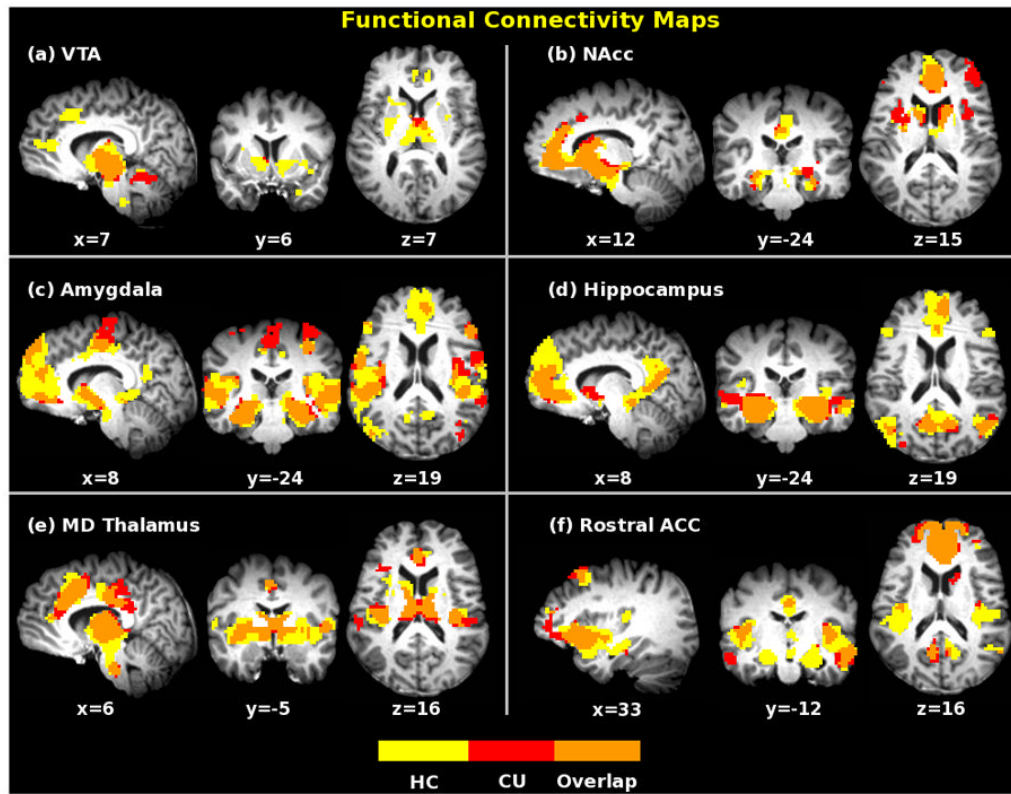 Functional Connectivity Maps
(a) VTA
x=7 y=6 z=7
(b) NAcc
x=12 y=-24 z=15
(c) Amygdala
x=8 y=-24 z=19
(d) Hippocampus
x=8 y=-24 z=19
(e) MD Thalamus
x=6 y=-5 z=16
(f) Rostral ACC
x=33 y=-12 z=16
HC CU Overlap